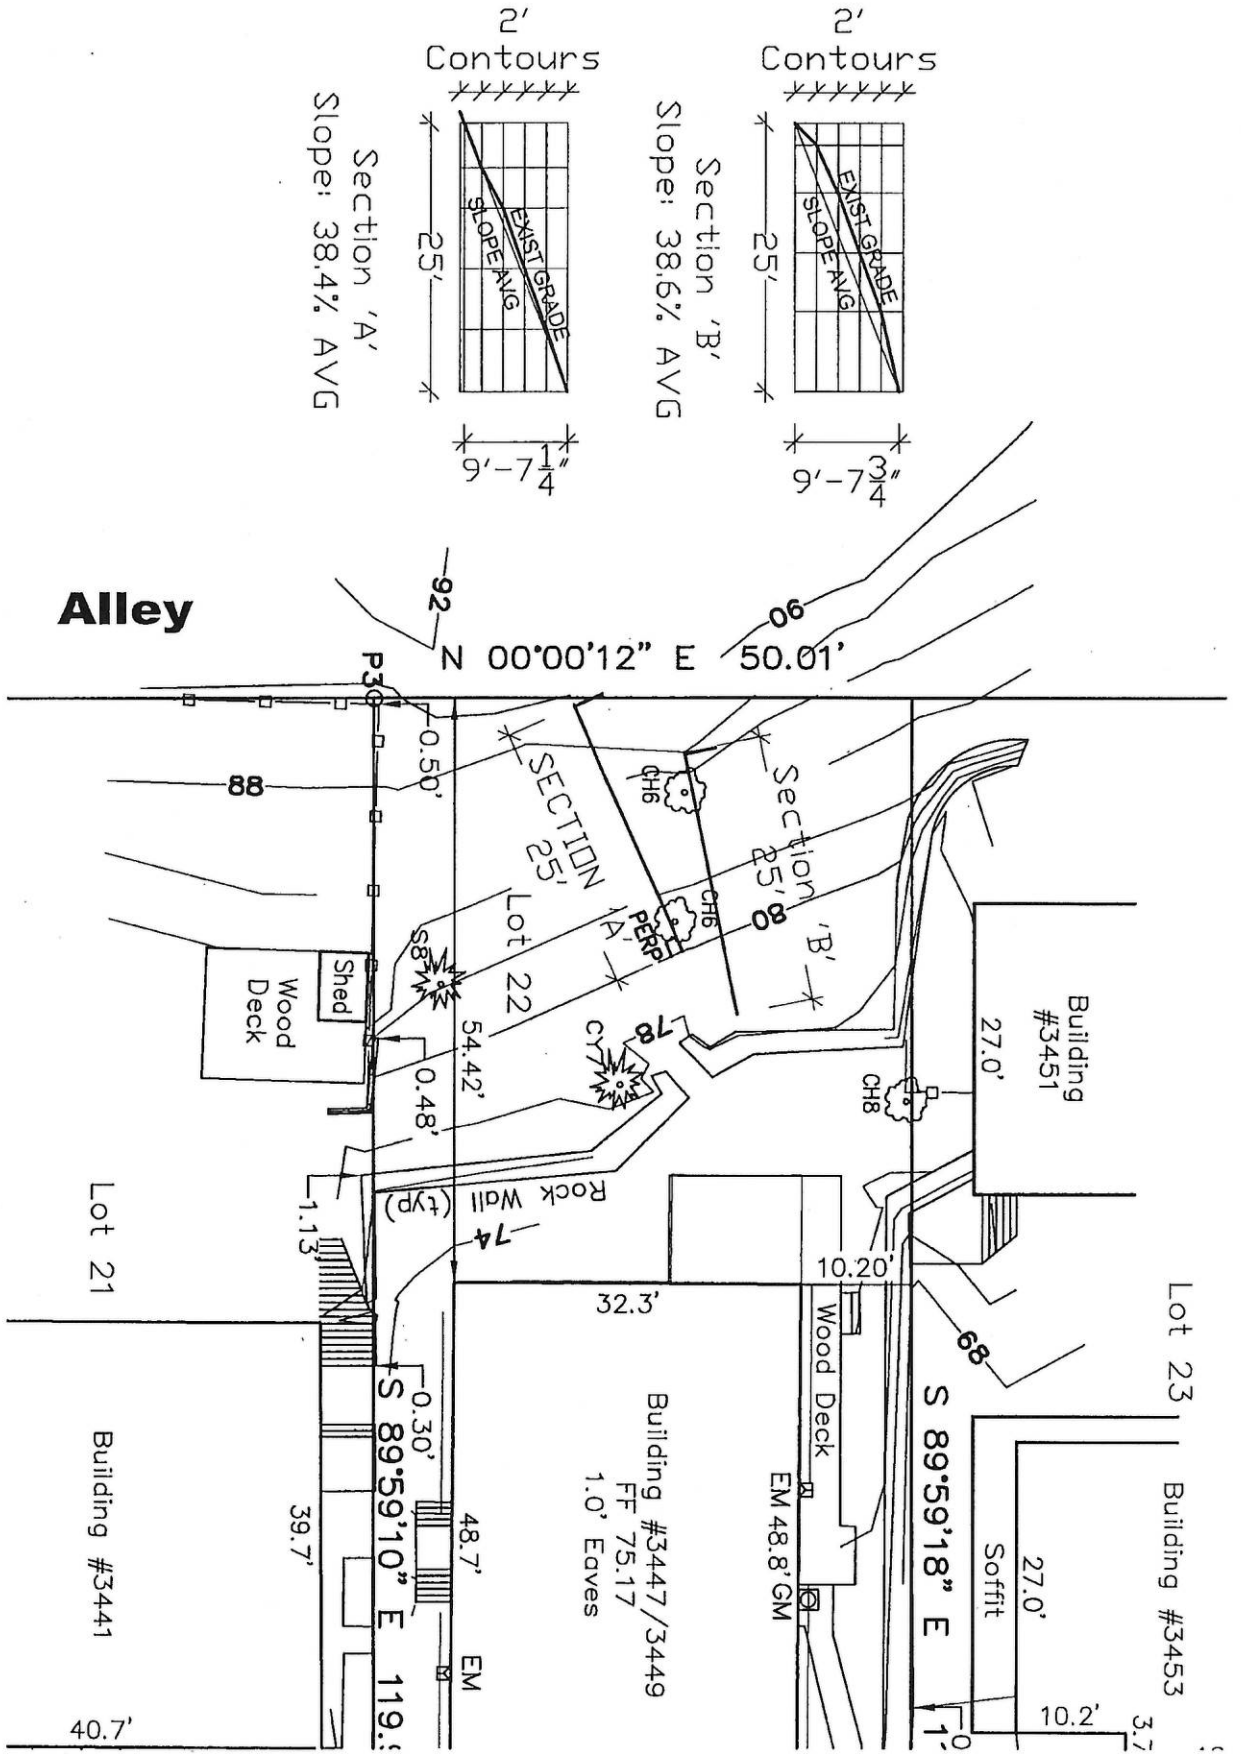 2'
Contours
2'
Contours
Section 'A'
Slope: 38.4% AVG
Section 'B'
Slope: 38.6% AVG
EXIST GRADE
SLOPE AVG
EXIST GRADE
SLOPE AVG
25'
25'
9'-7 1/4"
9'-7 3/4"
Alley
92
90
N 00°00'12" E 50.01'
P3
0.50'
88
SECTION 'A'
25'
Section 'B'
25'
CH6
CH6
PERP
80
S8
Lot 22
Shed
Wood
Deck
54.42'
0.48'
CY7
78
CH8
Building
#3451
27.0'
Rock Wall (typ)
74
1.13'
Lot 21
10.20'
32.3'
Wood Deck
68
Lot 23
0.30'
S 89°59'10" E 119.
S 89°59'18" E
Building #3441
39.7'
40.7'
48.7'
EM
Building #3447/3449
FF 75.17
1.0' Eaves
EM 48.8' GM
Soffit
27.0'
Building #3453
10.2'
3.7